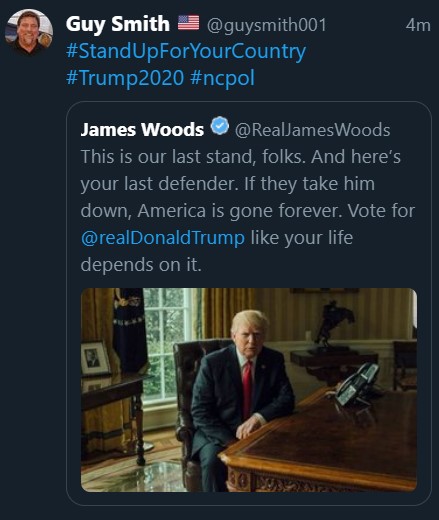 Guy Smith 🇺🇸 @guysmith001 4m
#StandUpForYourCountry
#Trump2020 #ncpol
James Woods @RealJamesWoods
This is our last stand, folks. And here's
your last defender. If they take him
down, America is gone forever. Vote for
@realDonaldTrump like your life
depends on it.